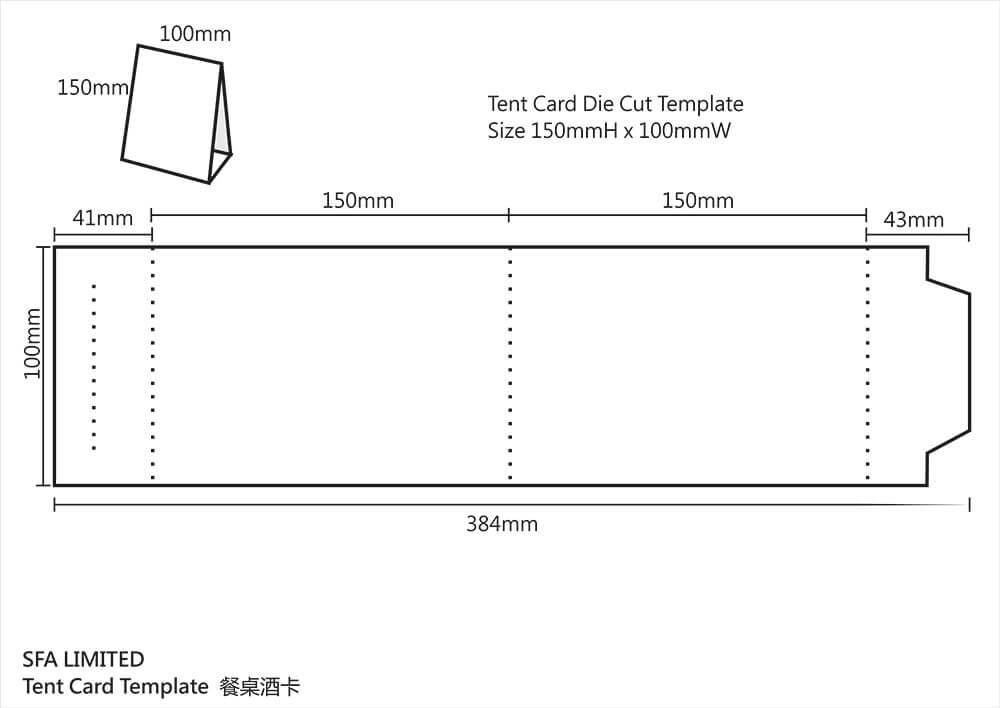 100mm
150mm
Tent Card Die Cut Template
Size 150mmH x 100mmW
150mm
150mm
41mm
43mm
100mm
384mm
SFA LIMITED
Tent Card Template 餐桌酒卡